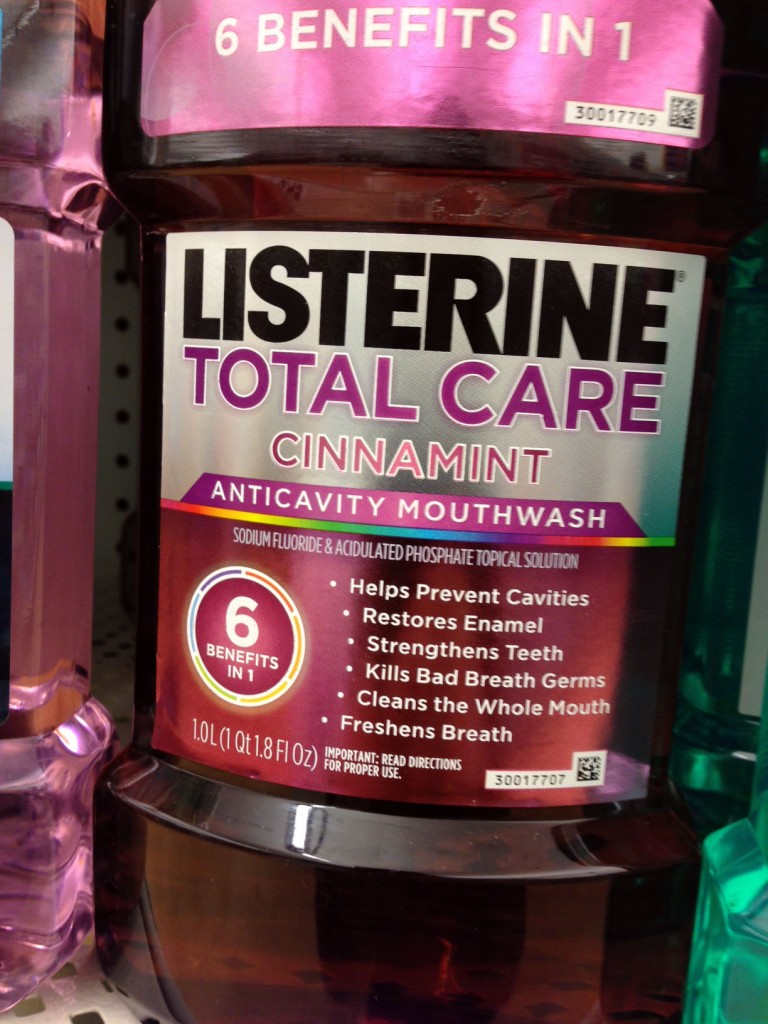 6 BENEFITS IN 1
30017709
LISTERINE®
TOTAL CARE
CINNAMINT
ANTICAVITY MOUTHWASH
SODIUM FLUORIDE & ACIDULATED PHOSPHATE TOPICAL SOLUTION
6
BENEFITS
IN 1
• Helps Prevent Cavities
• Restores Enamel
• Strengthens Teeth
• Kills Bad Breath Germs
• Cleans the Whole Mouth
• Freshens Breath
1.0 L (1 Qt 1.8 Fl Oz)
IMPORTANT: READ DIRECTIONS
FOR PROPER USE.
30017707